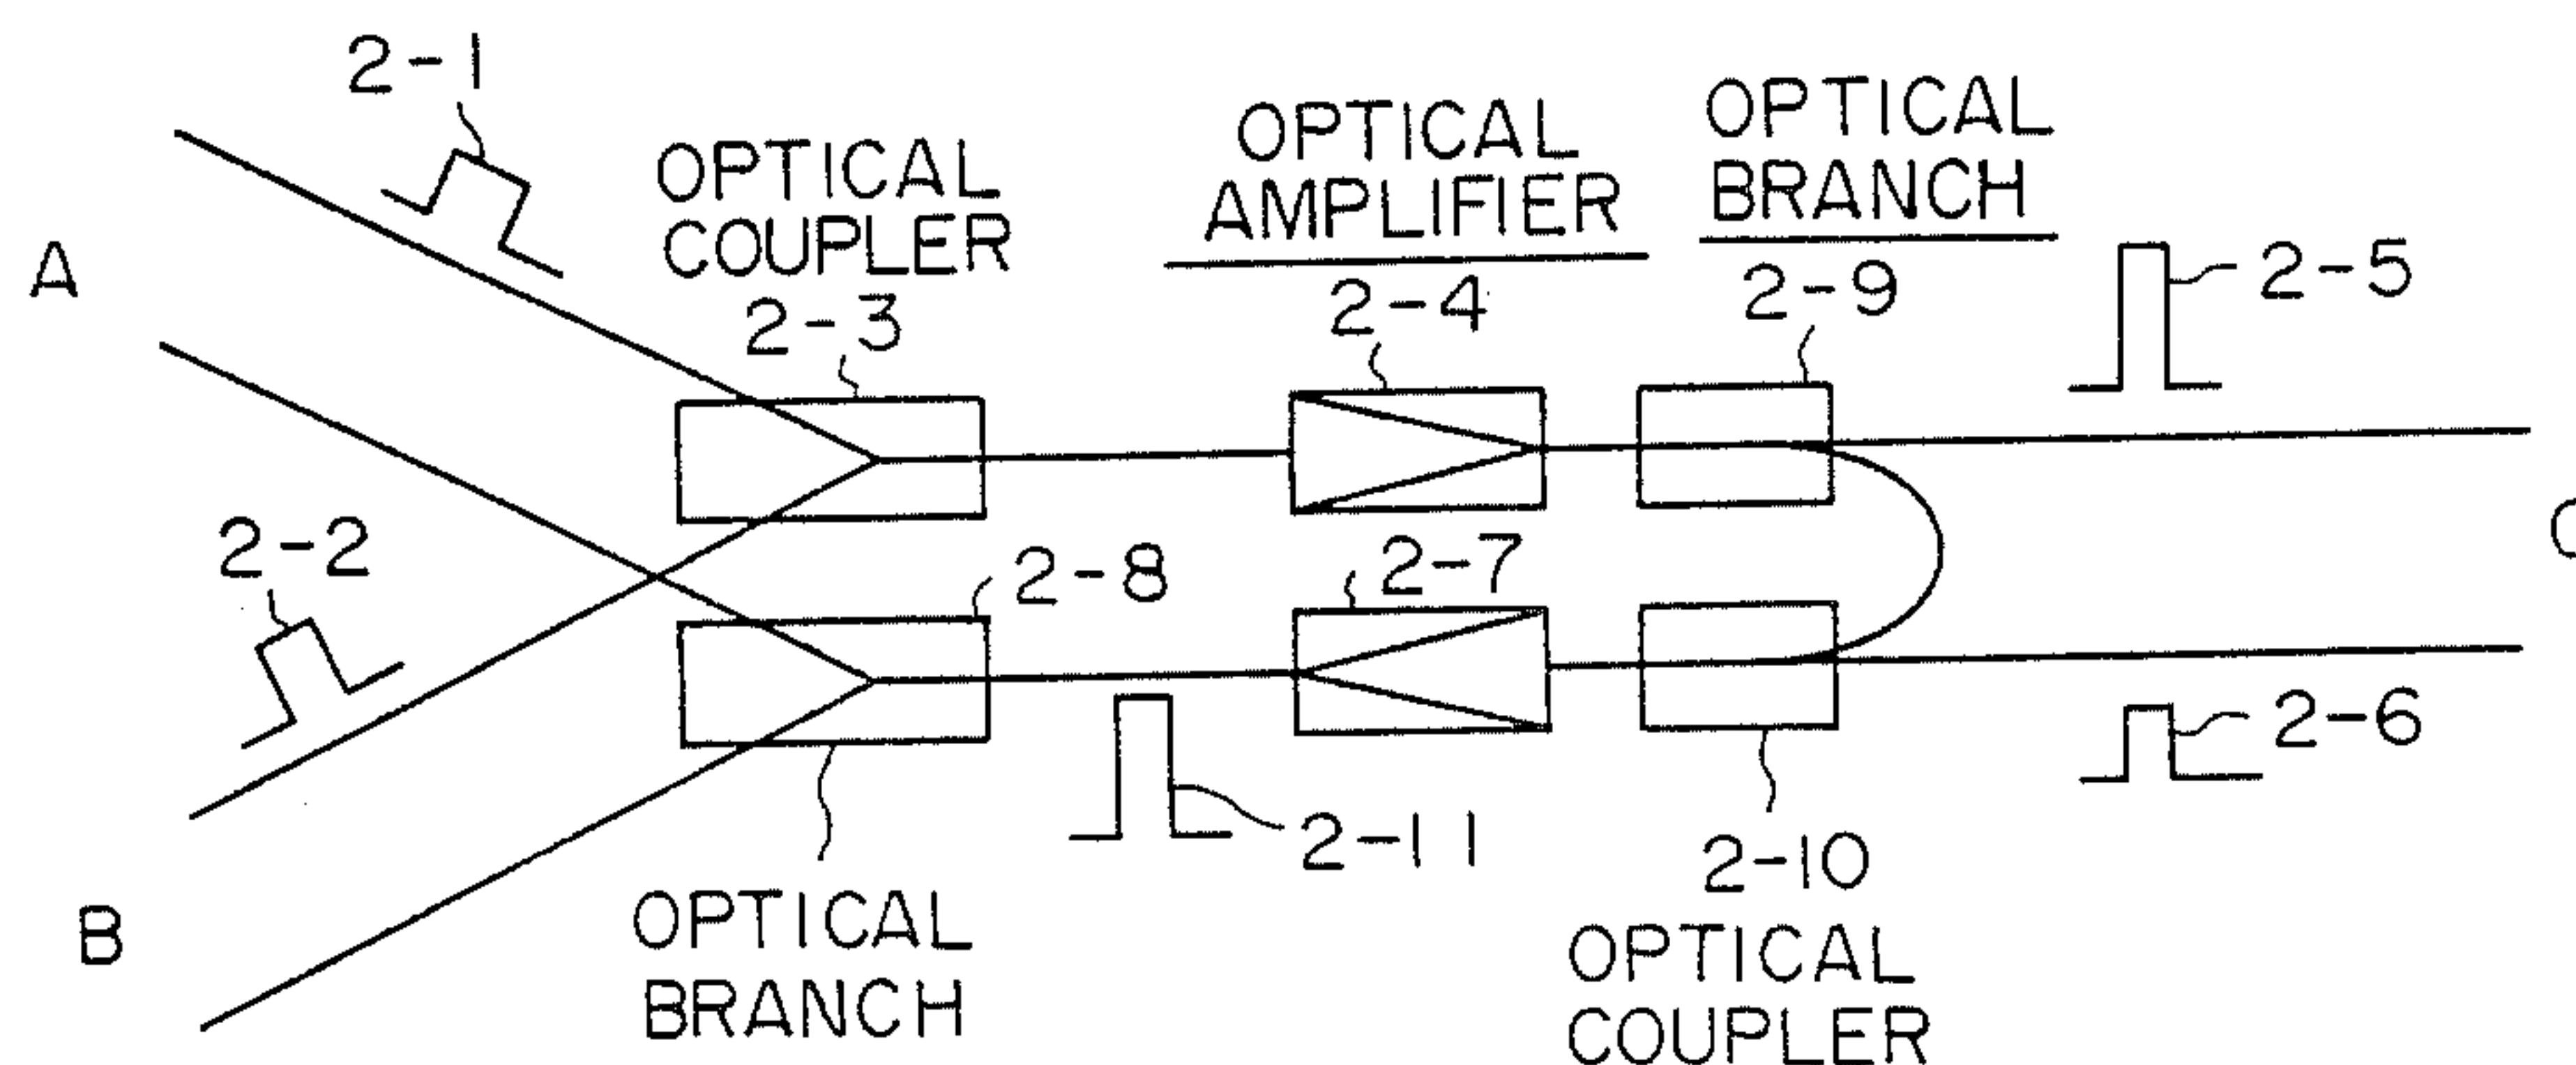 2-1
OPTICAL
COUPLER
2-3
OPTICAL
AMPLIFIER
2-4
OPTICAL
BRANCH
2-9
2-5
A
2-2
2-8
2-7
2-6
2-11
B
OPTICAL
BRANCH
2-10
OPTICAL
COUPLER